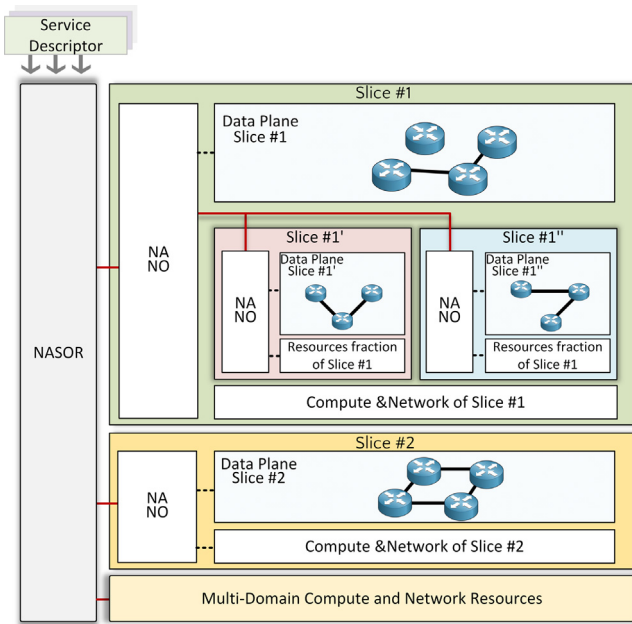 Service
Descriptor
NASOR
Slice #1
NA
NO
Data Plane
Slice #1
Slice #1'
NA
NO
Data Plane
Slice #1'
Resources fraction
of Slice #1
Slice #1''
NA
NO
Data Plane
Slice #1''
Resources fraction
of Slice #1
Compute &Network of Slice #1
Slice #2
NA
NO
Data Plane
Slice #2
Compute &Network of Slice #2
Multi-Domain Compute and Network Resources